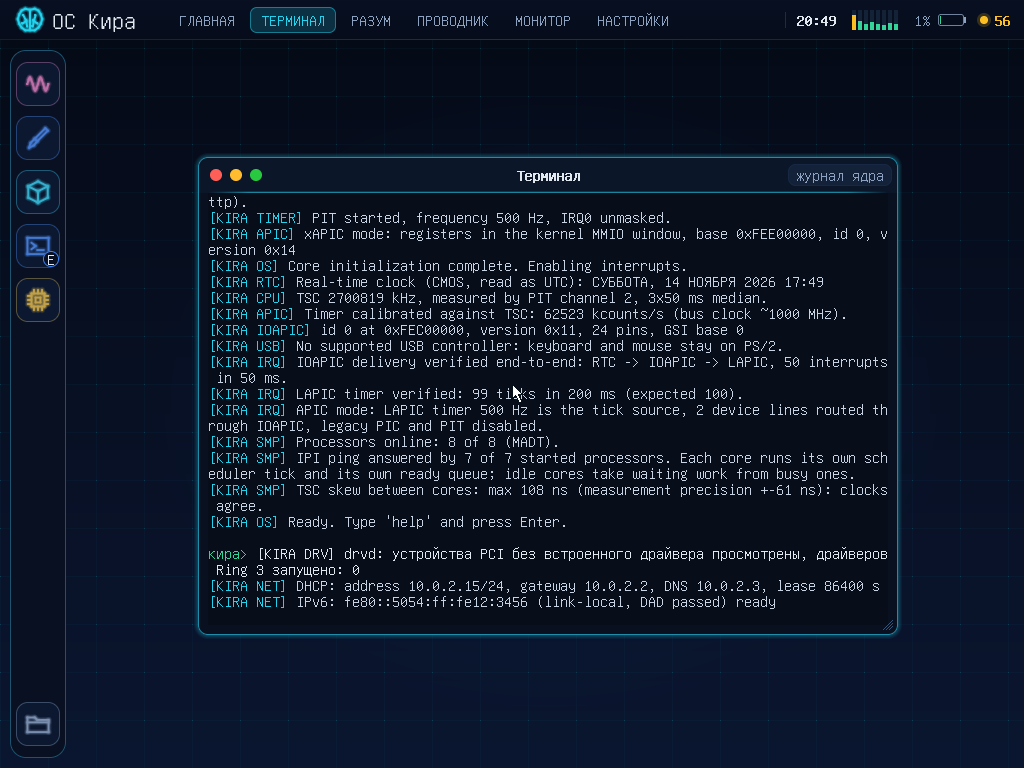 ОС Кира
ГЛАВНАЯ
ТЕРМИНАЛ
РАЗУМ
ПРОВОДНИК
МОНИТОР
НАСТРОЙКИ
20:49
1%
56
E
Терминал
журнал ядра
ttp).
[KIRA TIMER] PIT started, frequency 500 Hz, IRQ0 unmasked.
[KIRA APIC] xAPIC mode: registers in the kernel MMIO window, base 0xFEE00000, id 0, v
ersion 0x14
[KIRA OS] Core initialization complete. Enabling interrupts.
[KIRA RTC] Real-time clock (CMOS, read as UTC): СУББОТА, 14 НОЯБРЯ 2026 17:49
[KIRA CPU] TSC 2700819 kHz, measured by PIT channel 2, 3x50 ms median.
[KIRA APIC] Timer calibrated against TSC: 62523 kcounts/s (bus clock ~1000 MHz).
[KIRA IOAPIC] id 0 at 0xFEC00000, version 0x11, 24 pins, GSI base 0
[KIRA USB] No supported USB controller: keyboard and mouse stay on PS/2.
[KIRA IRQ] IOAPIC delivery verified end-to-end: RTC -> IOAPIC -> LAPIC, 50 interrupts
in 50 ms.
[KIRA IRQ] LAPIC timer verified: 99 ticks in 200 ms (expected 100).
[KIRA IRQ] APIC mode: LAPIC timer 500 Hz is the tick source, 2 device lines routed th
rough IOAPIC, legacy PIC and PIT disabled.
[KIRA SMP] Processors online: 8 of 8 (MADT).
[KIRA SMP] IPI ping answered by 7 of 7 started processors. Each core runs its own sch
eduler tick and its own ready queue; idle cores take waiting work from busy ones.
[KIRA SMP] TSC skew between cores: max 108 ns (measurement precision +-61 ns): clocks
agree.
[KIRA OS] Ready. Type 'help' and press Enter.
кира> [KIRA DRV] drvd: устройства PCI без встроенного драйвера просмотрены, драйверов
Ring 3 запущено: 0
[KIRA NET] DHCP: address 10.0.2.15/24, gateway 10.0.2.2, DNS 10.0.2.3, lease 86400 s
[KIRA NET] IPv6: fe80::5054:ff:fe12:3456 (link-local, DAD passed) ready